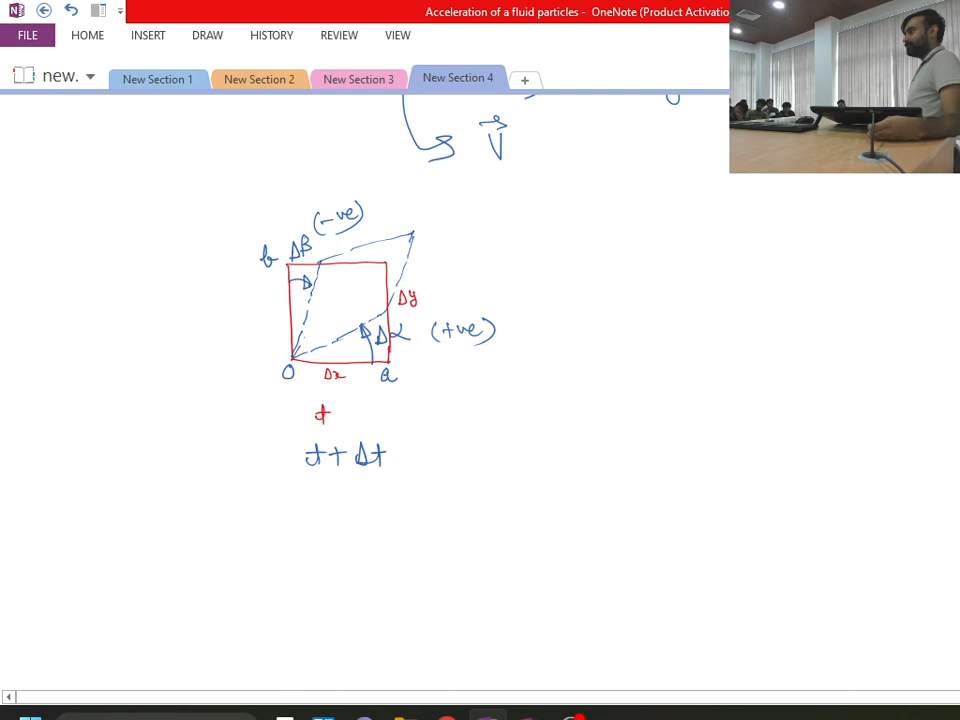 Acceleration of a fluid particles - OneNote (Product Activatio
FILE HOME INSERT DRAW HISTORY REVIEW VIEW
new. New Section 1 New Section 2 New Section 3 New Section 4 +
V
(-ve)
b Δβ
Δy
Δα (+ve)
O Δx a
t
t + Δt